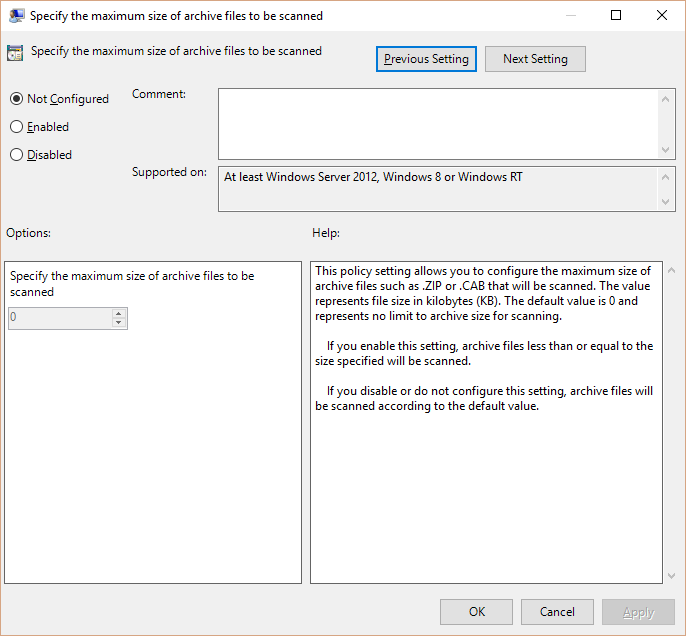 Specify the maximum size of archive files to be scanned
Specify the maximum size of archive files to be scanned
Previous Setting
Next Setting
Not Configured
Enabled
Disabled
Comment:
Supported on:
At least Windows Server 2012, Windows 8 or Windows RT
Options:
Help:
Specify the maximum size of archive files to be
scanned
0
This policy setting allows you to configure the maximum size of
archive files such as .ZIP or .CAB that will be scanned. The value
represents file size in kilobytes (KB). The default value is 0 and
represents no limit to archive size for scanning.
If you enable this setting, archive files less than or equal to the
size specified will be scanned.
If you disable or do not configure this setting, archive files will
be scanned according to the default value.
OK
Cancel
Apply